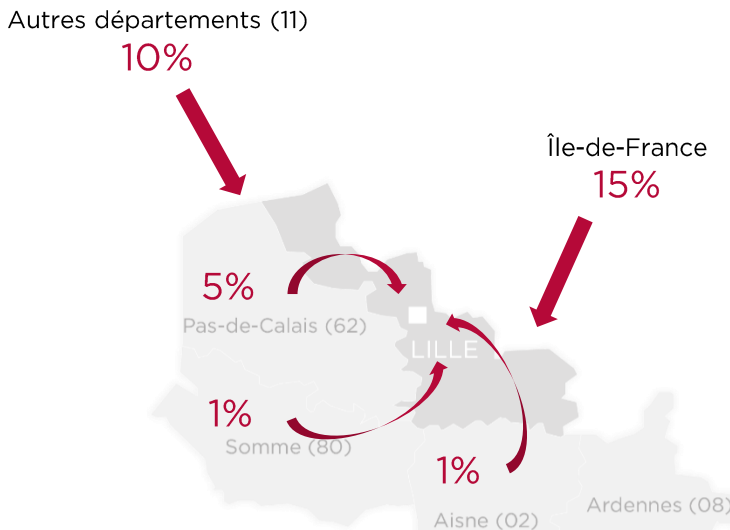 Autres départements (11)
10%
Île-de-France
15%
5%
Pas-de-Calais (62)
LILLE
1%
Somme (80)
1%
Ardennes (08)
Aisne (02)